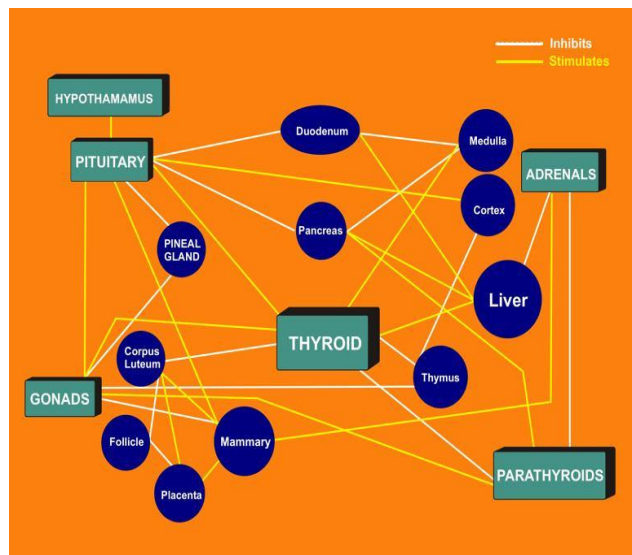 Inhibits
Stimulates
HYPOTHAMAMUS
PITUITARY
Duodenum
Medulla
ADRENALS
Cortex
Pancreas
PINEAL
GLAND
Liver
THYROID
Corpus
Luteum
Thymus
GONADS
Follicle
Mammary
Placenta
PARATHYROIDS